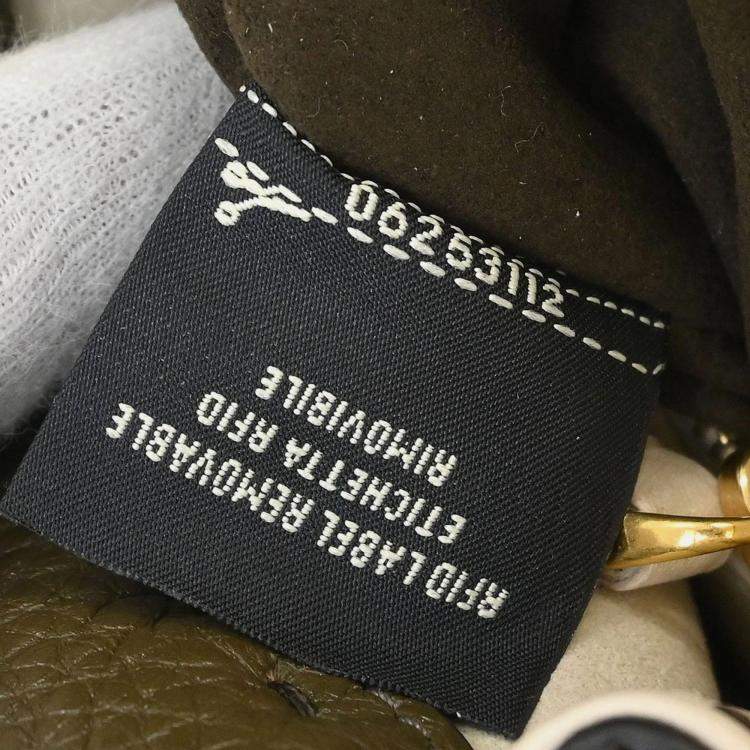 06253112
RFID LABEL REMOVABLE
ETICHETTA RFID
RIMOVIBILE